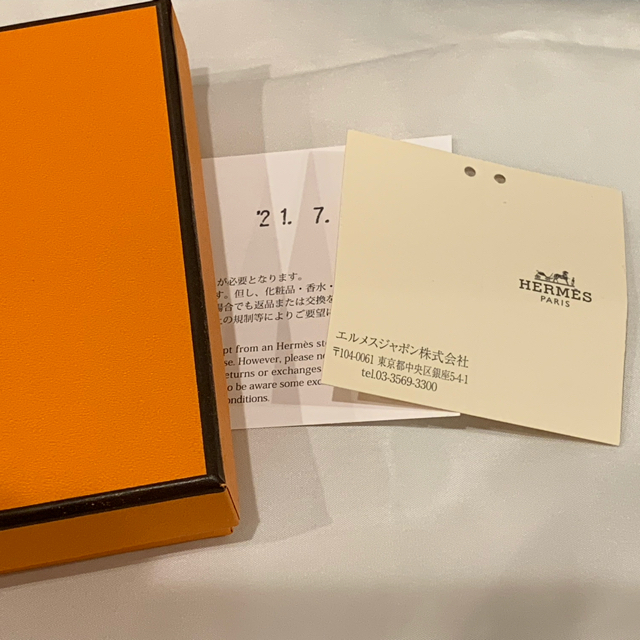 '21. 7.
が必要となります。
す。但し、化粧品・香水・
場合でも返品または交換を
の規制等によりご要望に
pt from an Hermès st
se. However, please no
eturns or exchanges
o be aware some exc
onditions.
HERMÈS
PARIS
エルメスジャポン株式会社
〒104-0061 東京都中央区銀座5-4-1
tel.03-3569-3300